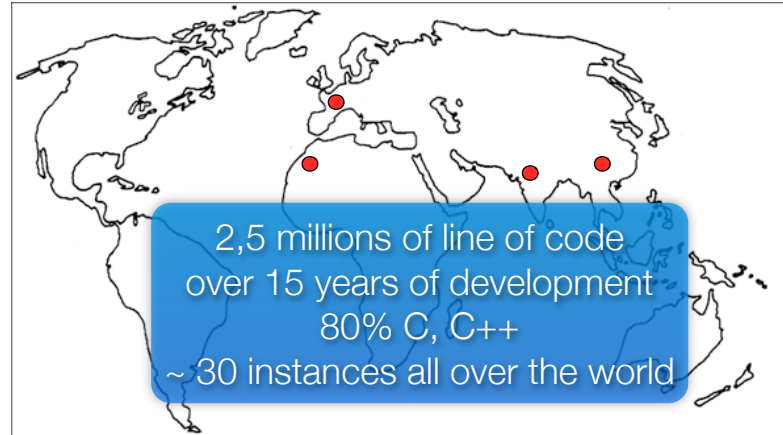 2,5 millions of line of code
over 15 years of development
80% C, C++
~ 30 instances all over the world